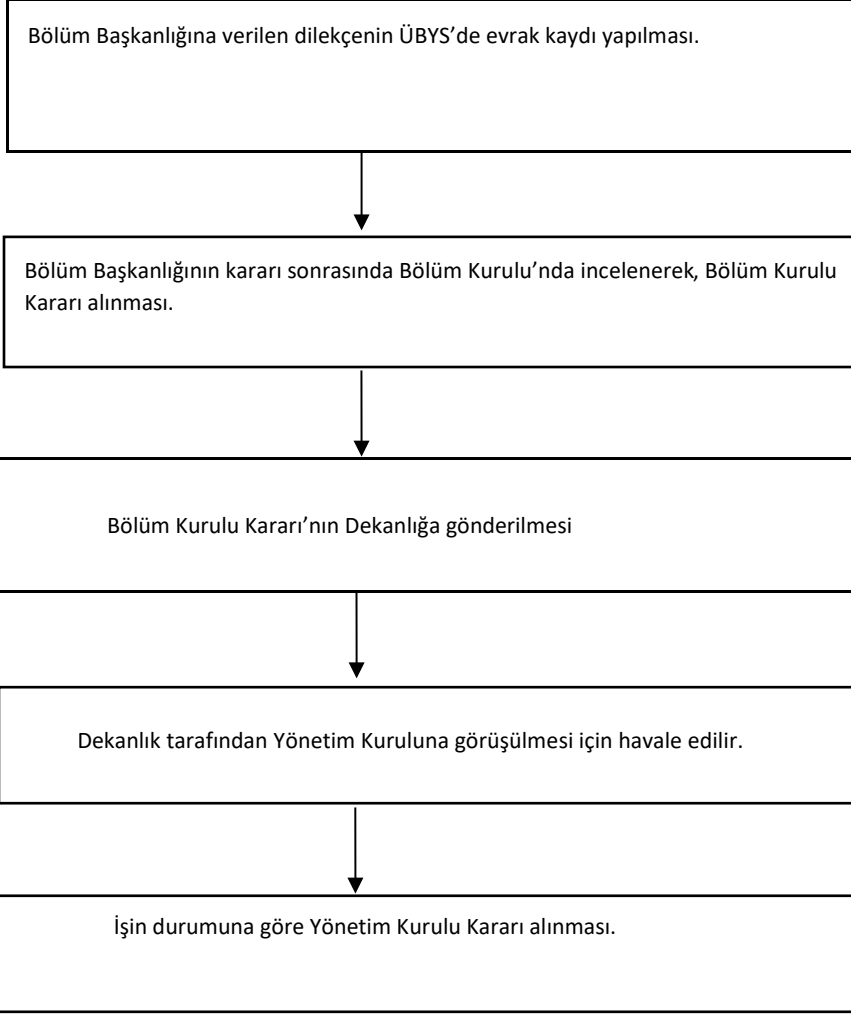 Bölüm Başkanlığına verilen dilekçenin ÜBYS’de evrak kaydı yapılması.
Bölüm Başkanlığının kararı sonrasında Bölüm Kurulu’nda incelenerek, Bölüm Kurulu
Kararı alınması.
Bölüm Kurulu Kararı’nın Dekanlığa gönderilmesi
Dekanlık tarafından Yönetim Kuruluna görüşülmesi için havale edilir.
İşin durumuna göre Yönetim Kurulu Kararı alınması.